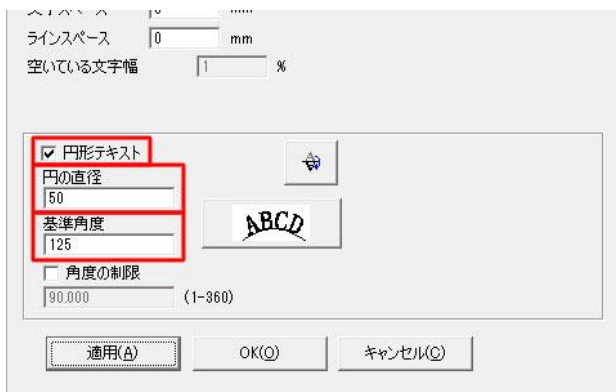 ラインスペース 0 mm
空いている文字幅 1 %
円形テキスト
円の直径
50
ABCD
基準角度
125
角度の制限
90.000 (1-360)
適用(A) OK(O) キャンセル(C)